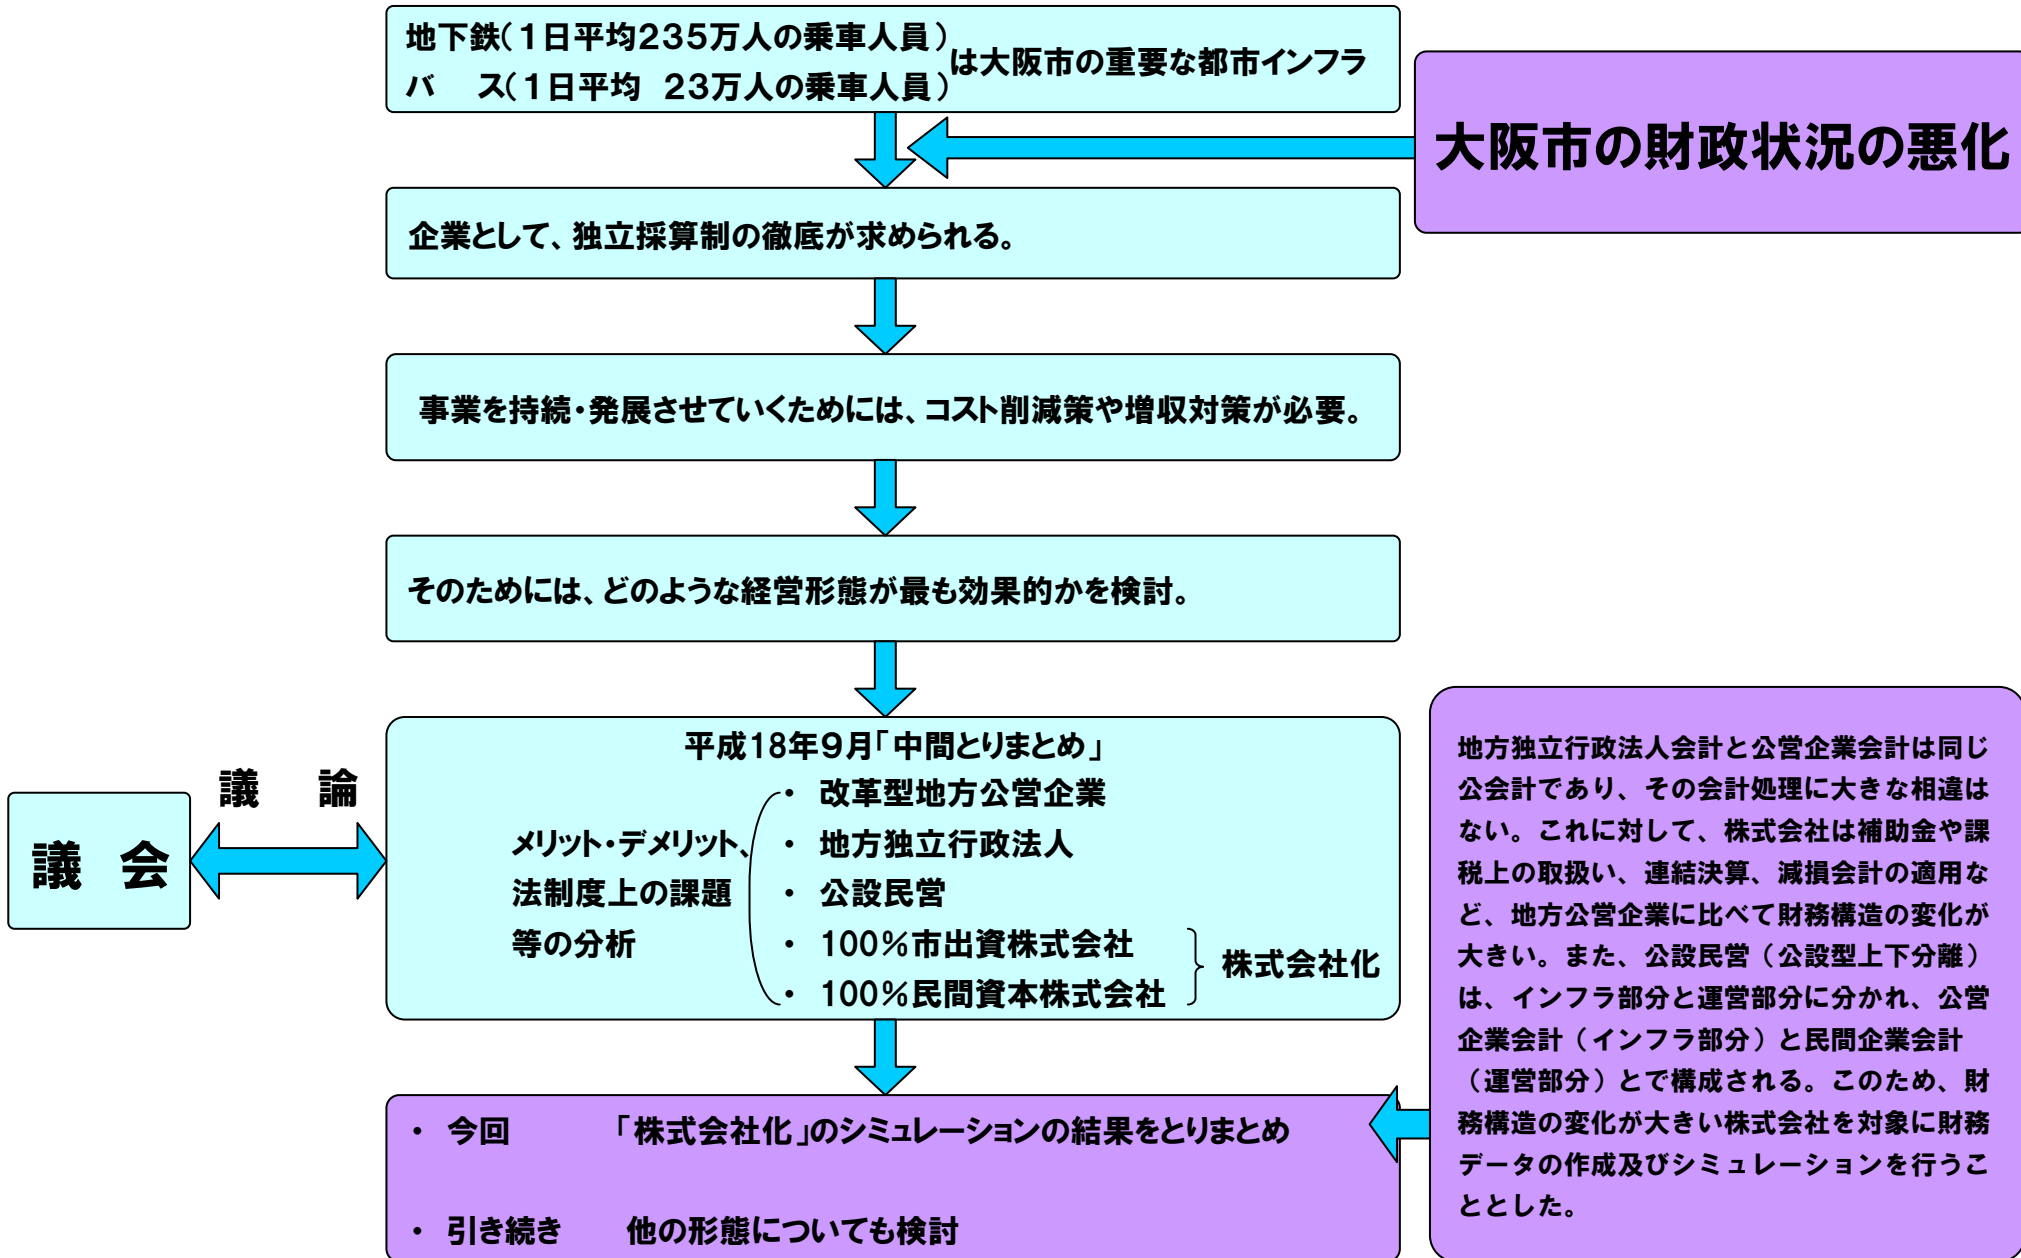 地下鉄(1日平均235万人の乗車人員)
バ　ス(1日平均 23万人の乗車人員)
は大阪市の重要な都市インフラ
大阪市の財政状況の悪化
企業として、独立採算制の徹底が求められる。
事業を持続・発展させていくためには、コスト削減策や増収対策が必要。
そのためには、どのような経営形態が最も効果的かを検討。
議　会
議　論
平成18年9月「中間とりまとめ」
メリット・デメリット、
法制度上の課題
等の分析
・ 改革型地方公営企業
・ 地方独立行政法人
・ 公設民営
・ 100%市出資株式会社
・ 100%民間資本株式会社
株式会社化
・ 今回　「株式会社化」のシミュレーションの結果をとりまとめ
・ 引き続き　他の形態についても検討
地方独立行政法人会計と公営企業会計は同じ
公会計であり、その会計処理に大きな相違は
ない。これに対して、株式会社は補助金や課
税上の取扱い、連結決算、減損会計の適用な
ど、地方公営企業に比べて財務構造の変化が
大きい。また、公設民営（公設型上下分離）
は、インフラ部分と運営部分に分かれ、公営
企業会計（インフラ部分）と民間企業会計
（運営部分）とで構成される。このため、財
務構造の変化が大きい株式会社を対象に財務
データの作成及びシミュレーションを行うこ
ととした。